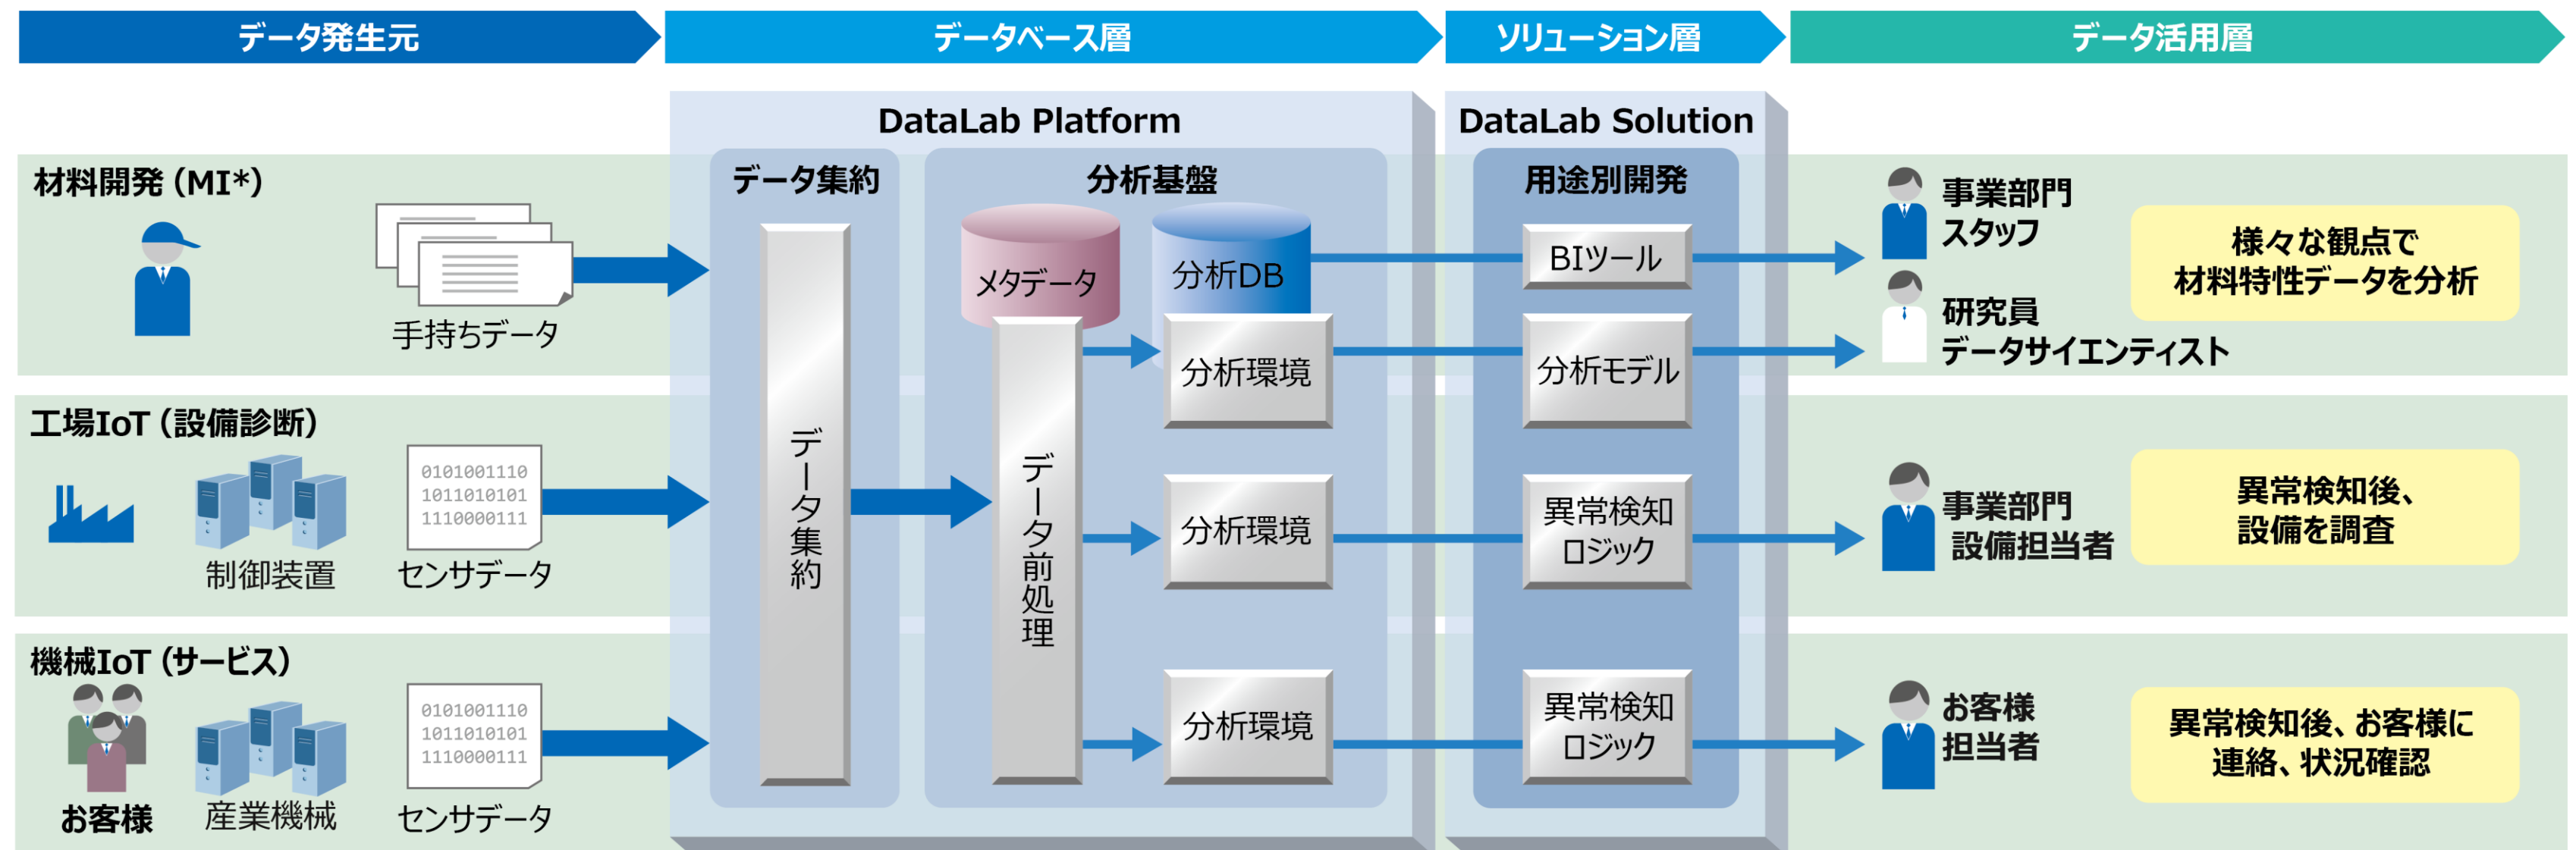 データ発生元
データベース層
ソリューション層
データ活用層
DataLab Platform
DataLab Solution
データ集約
分析基盤
用途別開発
材料開発（MI*）
手持ちデータ
メタデータ
分析DB
分析環境
BIツール
分析モデル
事業部門
スタッフ
研究員
データサイエンティスト
様々な観点で
材料特性データを分析
工場IoT（設備診断）
制御装置
0101001110
1011010101
1110000111
センサデータ
データ集約
データ前処理
分析環境
異常検知
ロジック
事業部門
設備担当者
異常検知後、
設備を調査
機械IoT（サービス）
お客様
産業機械
0101001110
1011010101
1110000111
センサデータ
分析環境
異常検知
ロジック
お客様
担当者
異常検知後、お客様に
連絡、状況確認